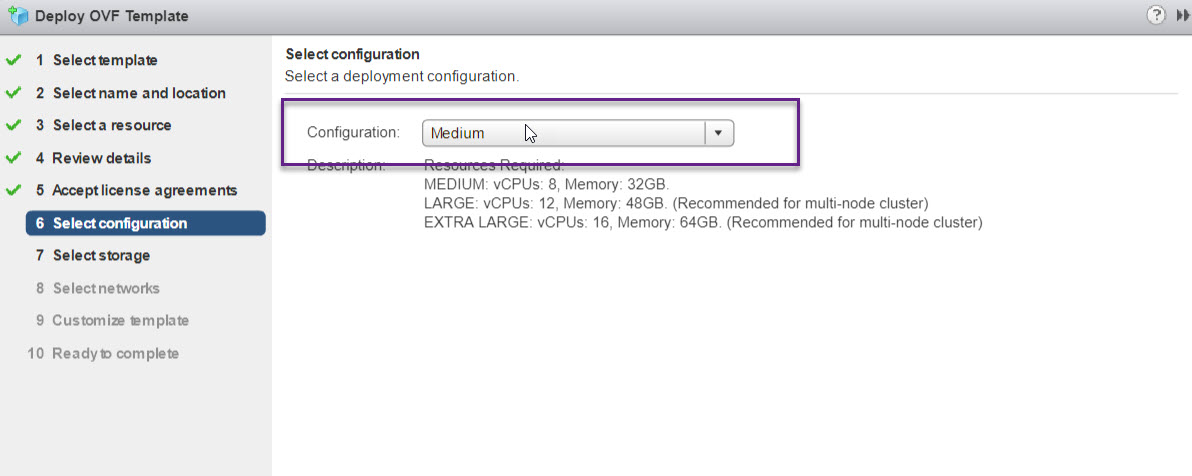 Deploy OVF Template
1 Select template
2 Select name and location
3 Select a resource
4 Review details
5 Accept license agreements
6 Select configuration
7 Select storage
8 Select networks
9 Customize template
10 Ready to complete
Select configuration
Select a deployment configuration.
Configuration: Medium
Description: Resources Required:
MEDIUM: vCPUs: 8, Memory: 32GB.
LARGE: vCPUs: 12, Memory: 48GB. (Recommended for multi-node cluster)
EXTRA LARGE: vCPUs: 16, Memory: 64GB. (Recommended for multi-node cluster)